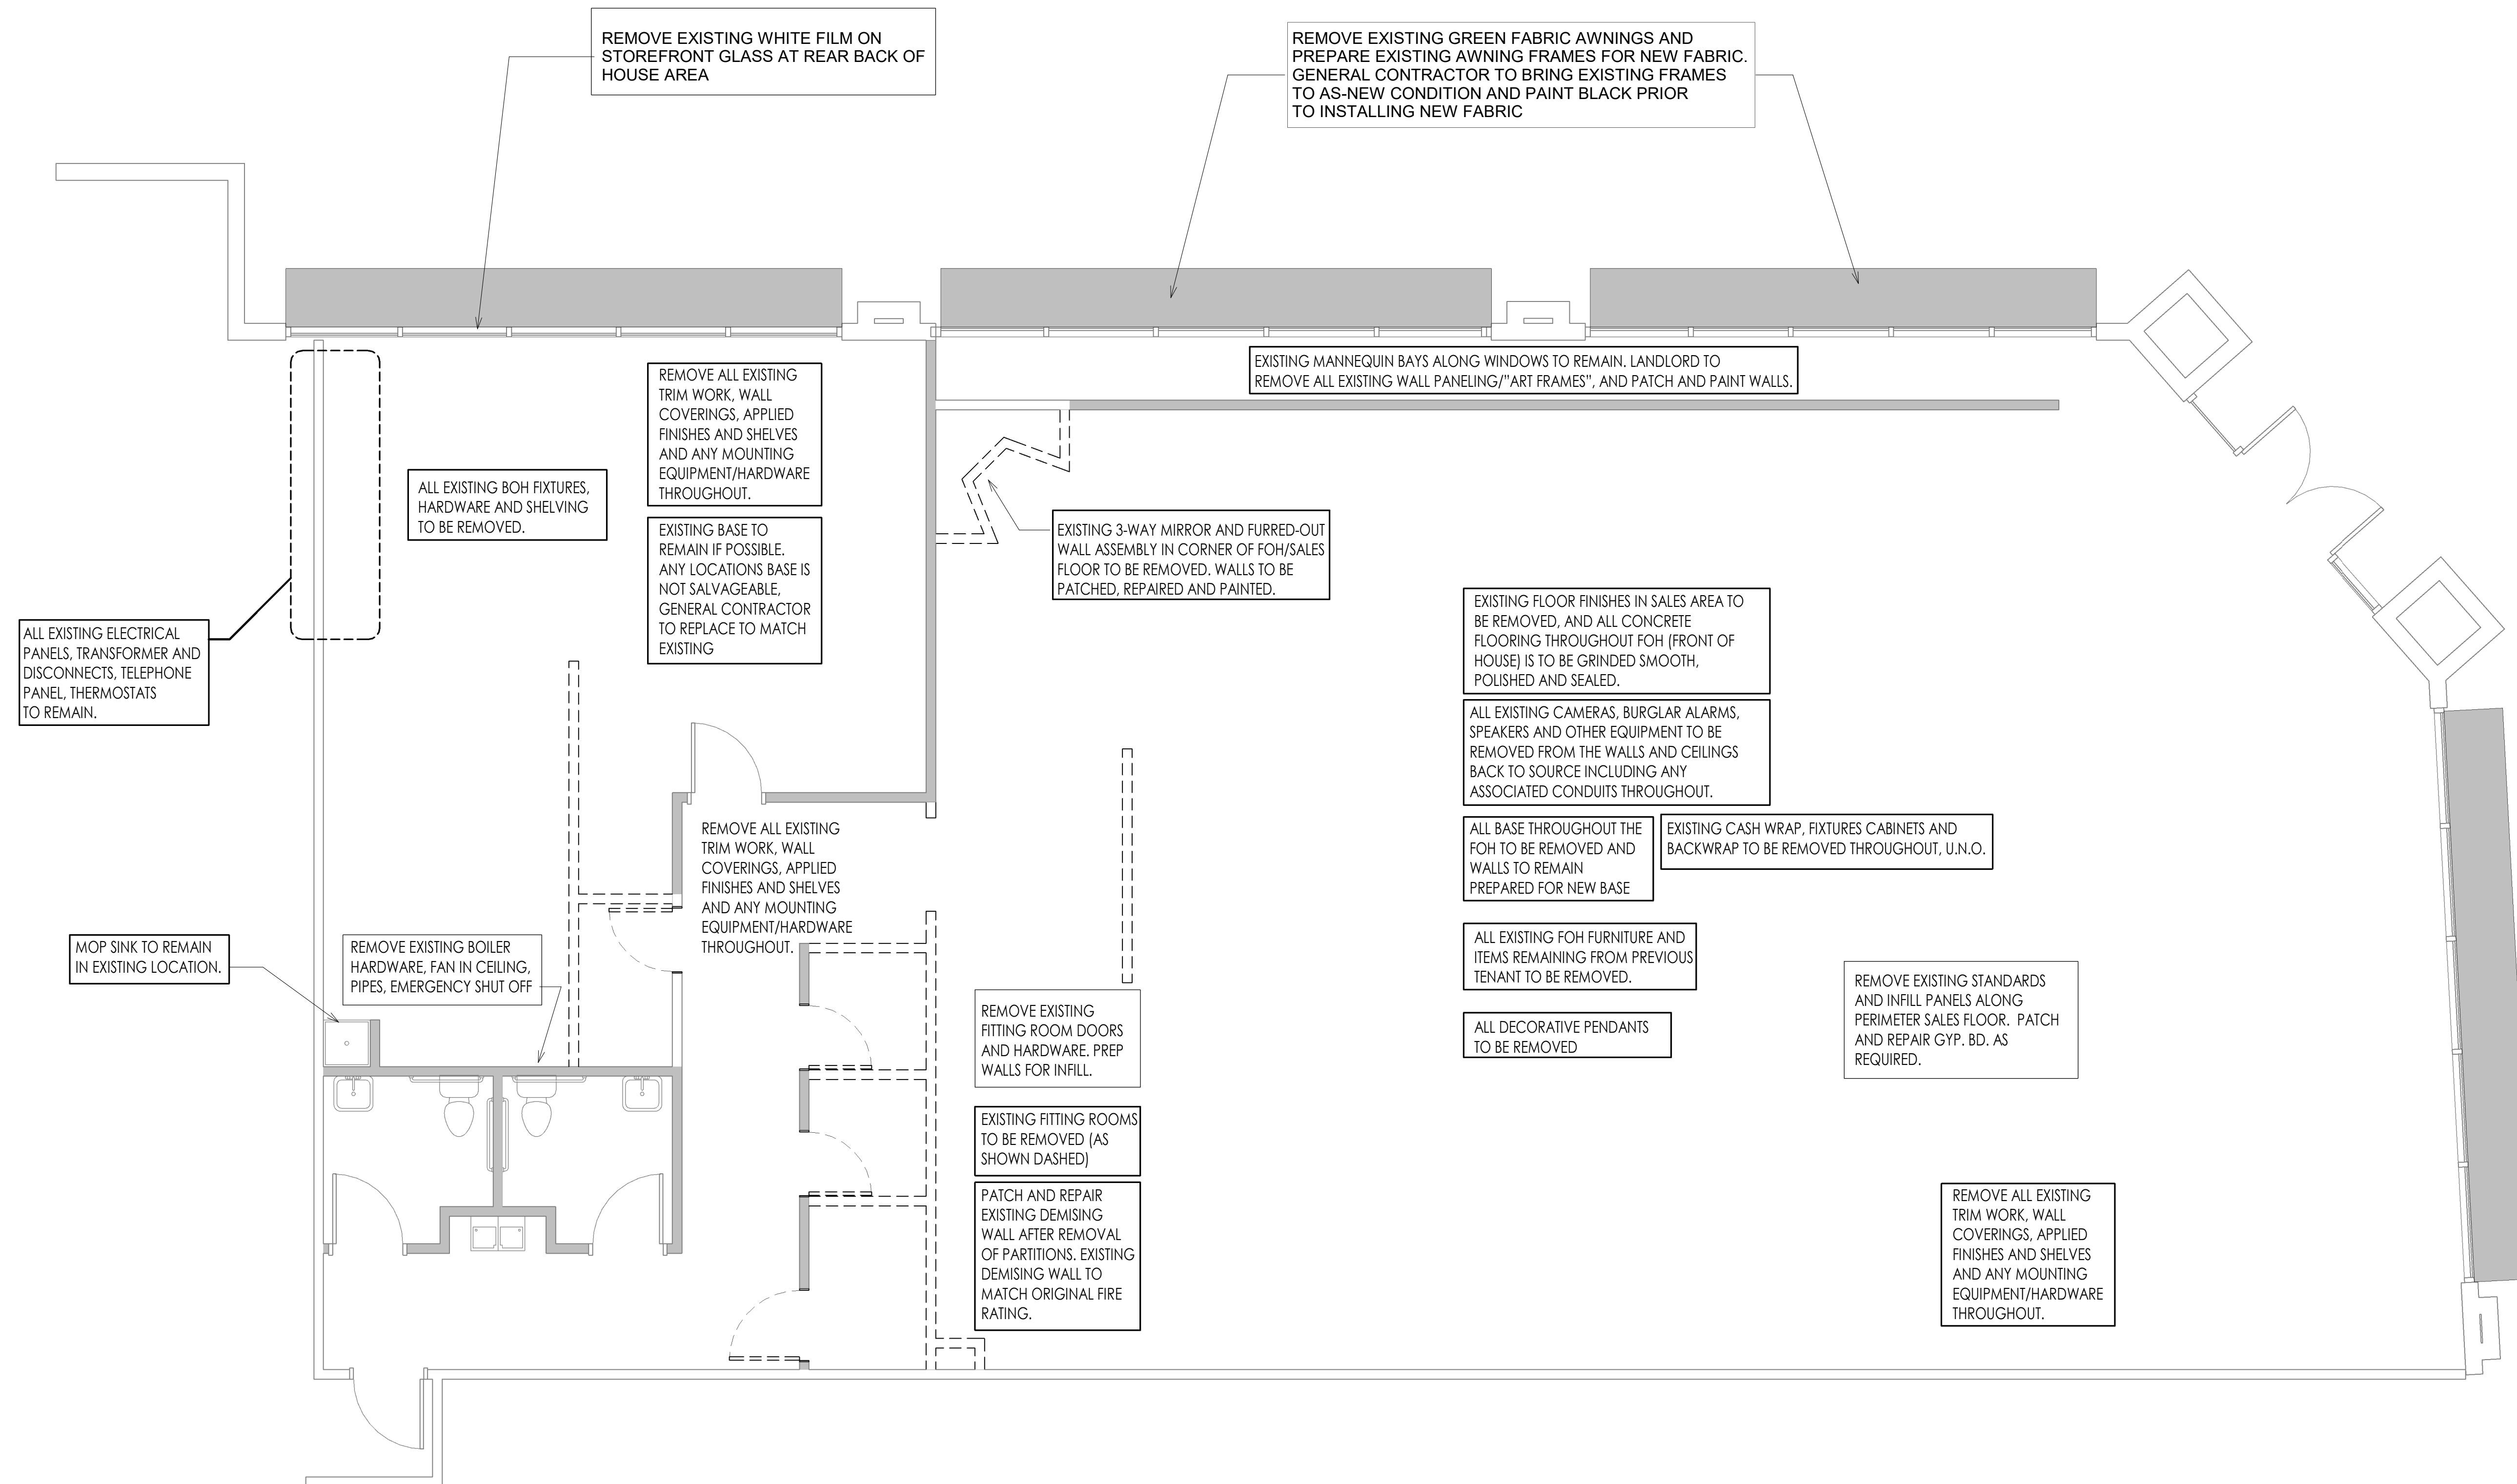 REMOVE EXISTING WHITE FILM ON
STOREFRONT GLASS AT REAR BACK OF
HOUSE AREA
REMOVE EXISTING GREEN FABRIC AWNINGS AND
PREPARE EXISTING AWNING FRAMES FOR NEW FABRIC.
GENERAL CONTRACTOR TO BRING EXISTING FRAMES
TO AS-NEW CONDITION AND PAINT BLACK PRIOR
TO INSTALLING NEW FABRIC
EXISTING MANNEQUIN BAYS ALONG WINDOWS TO REMAIN. LANDLORD TO
REMOVE ALL EXISTING WALL PANELING/"ART FRAMES", AND PATCH AND PAINT WALLS.
REMOVE ALL EXISTING
TRIM WORK, WALL
COVERINGS, APPLIED
FINISHES AND SHELVES
AND ANY MOUNTING
EQUIPMENT/HARDWARE
THROUGHOUT.
ALL EXISTING BOH FIXTURES,
HARDWARE AND SHELVING
TO BE REMOVED.
EXISTING BASE TO
REMAIN IF POSSIBLE.
ANY LOCATIONS BASE IS
NOT SALVAGEABLE,
GENERAL CONTRACTOR
TO REPLACE TO MATCH
EXISTING
EXISTING 3-WAY MIRROR AND FURRED-OUT
WALL ASSEMBLY IN CORNER OF FOH/SALES
FLOOR TO BE REMOVED. WALLS TO BE
PATCHED, REPAIRED AND PAINTED.
ALL EXISTING ELECTRICAL
PANELS, TRANSFORMER AND
DISCONNECTS, TELEPHONE
PANEL, THERMOSTATS
TO REMAIN.
EXISTING FLOOR FINISHES IN SALES AREA TO
BE REMOVED, AND ALL CONCRETE
FLOORING THROUGHOUT FOH (FRONT OF
HOUSE) IS TO BE GRINDED SMOOTH,
POLISHED AND SEALED.
ALL EXISTING CAMERAS, BURGLAR ALARMS,
SPEAKERS AND OTHER EQUIPMENT TO BE
REMOVED FROM THE WALLS AND CEILINGS
BACK TO SOURCE INCLUDING ANY
ASSOCIATED CONDUITS THROUGHOUT.
ALL BASE THROUGHOUT THE
FOH TO BE REMOVED AND
WALLS TO REMAIN
PREPARED FOR NEW BASE
EXISTING CASH WRAP, FIXTURES CABINETS AND
BACKWRAP TO BE REMOVED THROUGHOUT, U.N.O.
REMOVE ALL EXISTING
TRIM WORK, WALL
COVERINGS, APPLIED
FINISHES AND SHELVES
AND ANY MOUNTING
EQUIPMENT/HARDWARE
THROUGHOUT.
MOP SINK TO REMAIN
IN EXISTING LOCATION.
REMOVE EXISTING BOILER
HARDWARE, FAN IN CEILING,
PIPES, EMERGENCY SHUT OFF
ALL EXISTING FOH FURNITURE AND
ITEMS REMAINING FROM PREVIOUS
TENANT TO BE REMOVED.
REMOVE EXISTING STANDARDS
AND INFILL PANELS ALONG
PERIMETER SALES FLOOR. PATCH
AND REPAIR GYP. BD. AS
REQUIRED.
REMOVE EXISTING
FITTING ROOM DOORS
AND HARDWARE. PREP
WALLS FOR INFILL.
ALL DECORATIVE PENDANTS
TO BE REMOVED
EXISTING FITTING ROOMS
TO BE REMOVED (AS
SHOWN DASHED)
PATCH AND REPAIR
EXISTING DEMISING
WALL AFTER REMOVAL
OF PARTITIONS. EXISTING
DEMISING WALL TO
MATCH ORIGINAL FIRE
RATING.
REMOVE ALL EXISTING
TRIM WORK, WALL
COVERINGS, APPLIED
FINISHES AND SHELVES
AND ANY MOUNTING
EQUIPMENT/HARDWARE
THROUGHOUT.